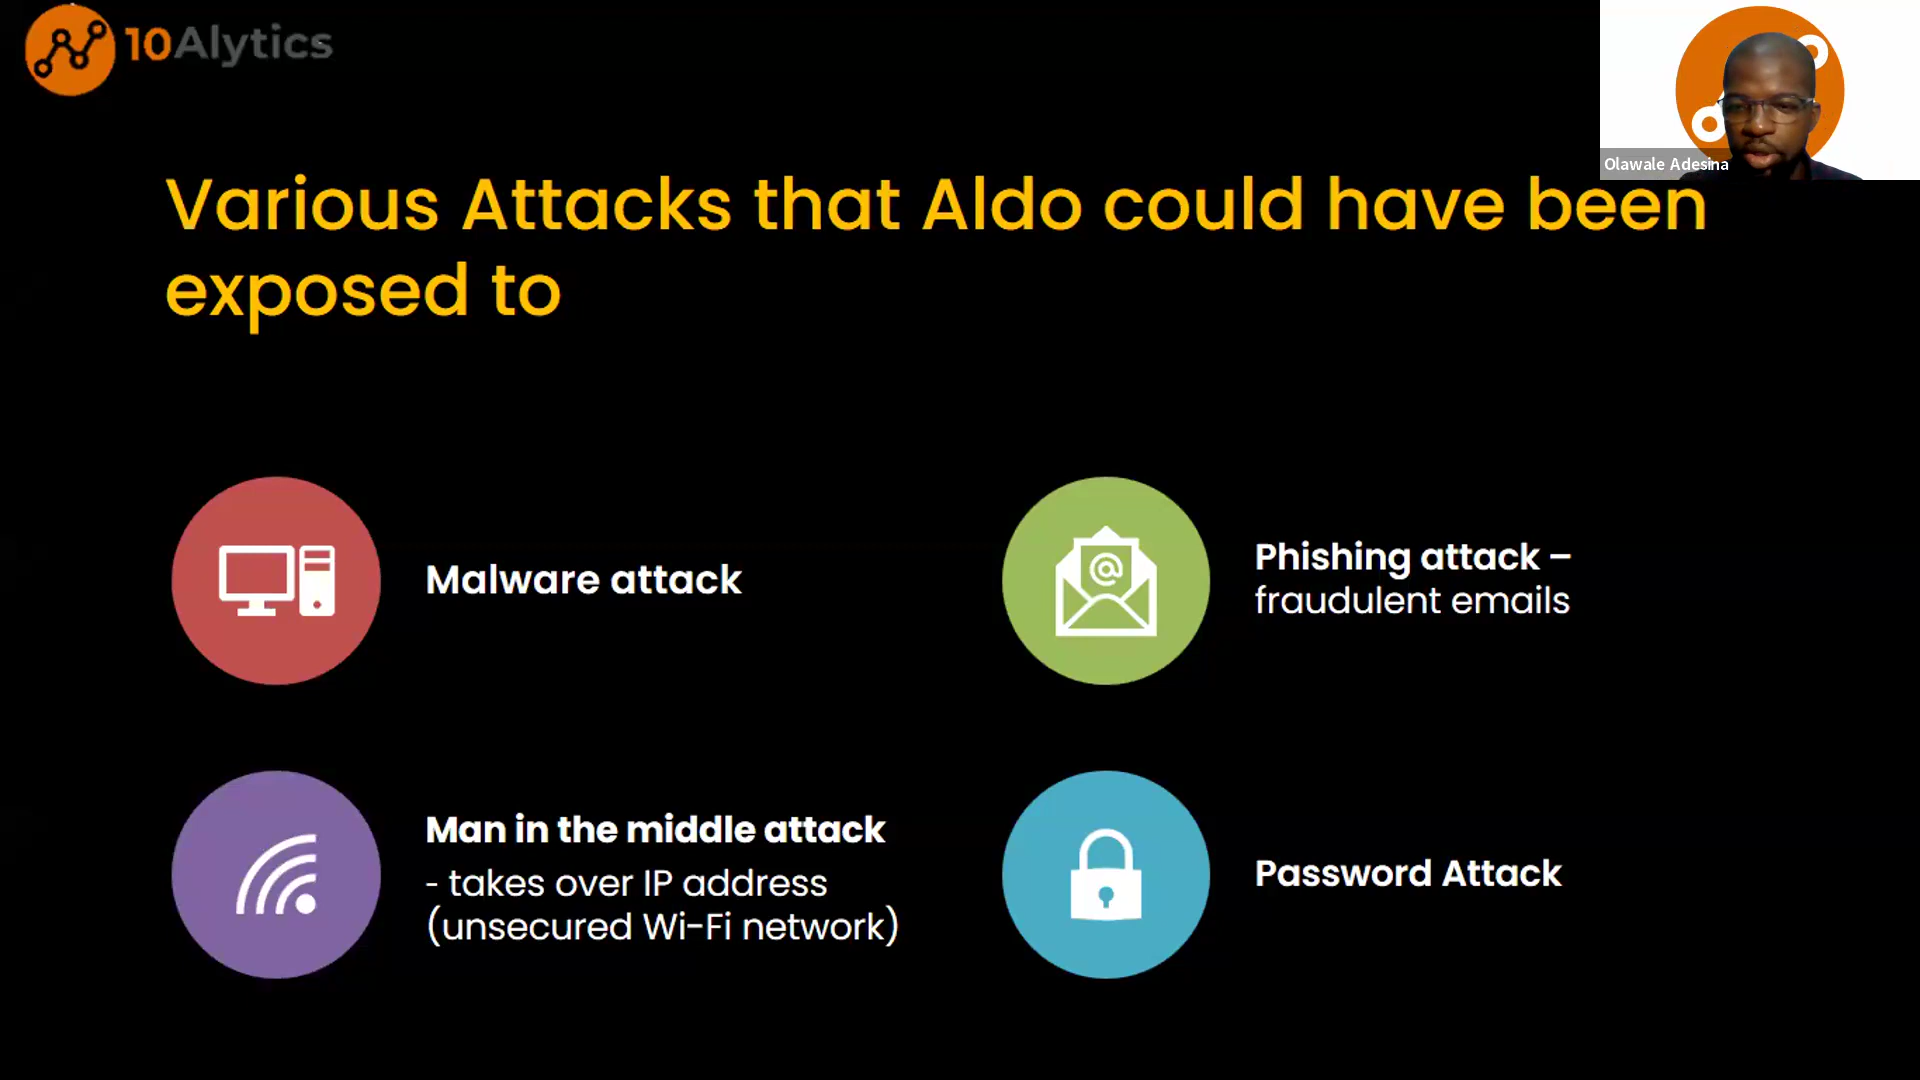 10Alytics
Olawale Adesina
Various Attacks that Aldo could have been
exposed to
Malware attack
Phishing attack –
fraudulent emails
Man in the middle attack
- takes over IP address
(unsecured Wi-Fi network)
Password Attack